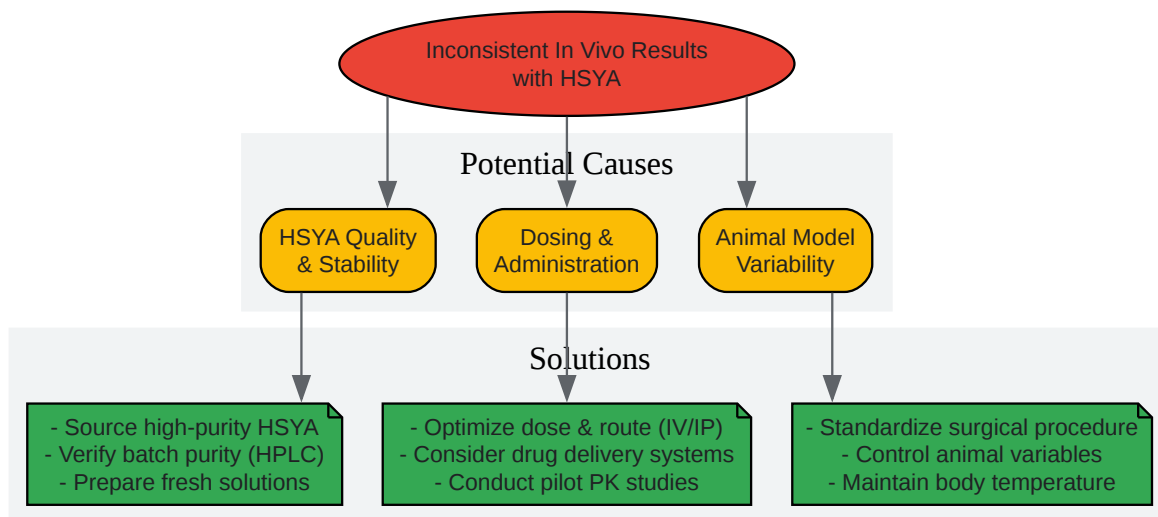 Inconsistent In Vivo Results
with HSYA
Potential Causes
HSYA Quality
& Stability
Dosing &
Administration
Animal Model
Variability
Solutions
- Source high-purity HSYA
- Verify batch purity (HPLC)
- Prepare fresh solutions
- Optimize dose & route (IV/IP)
- Consider drug delivery systems
- Conduct pilot PK studies
- Standardize surgical procedure
- Control animal variables
- Maintain body temperature